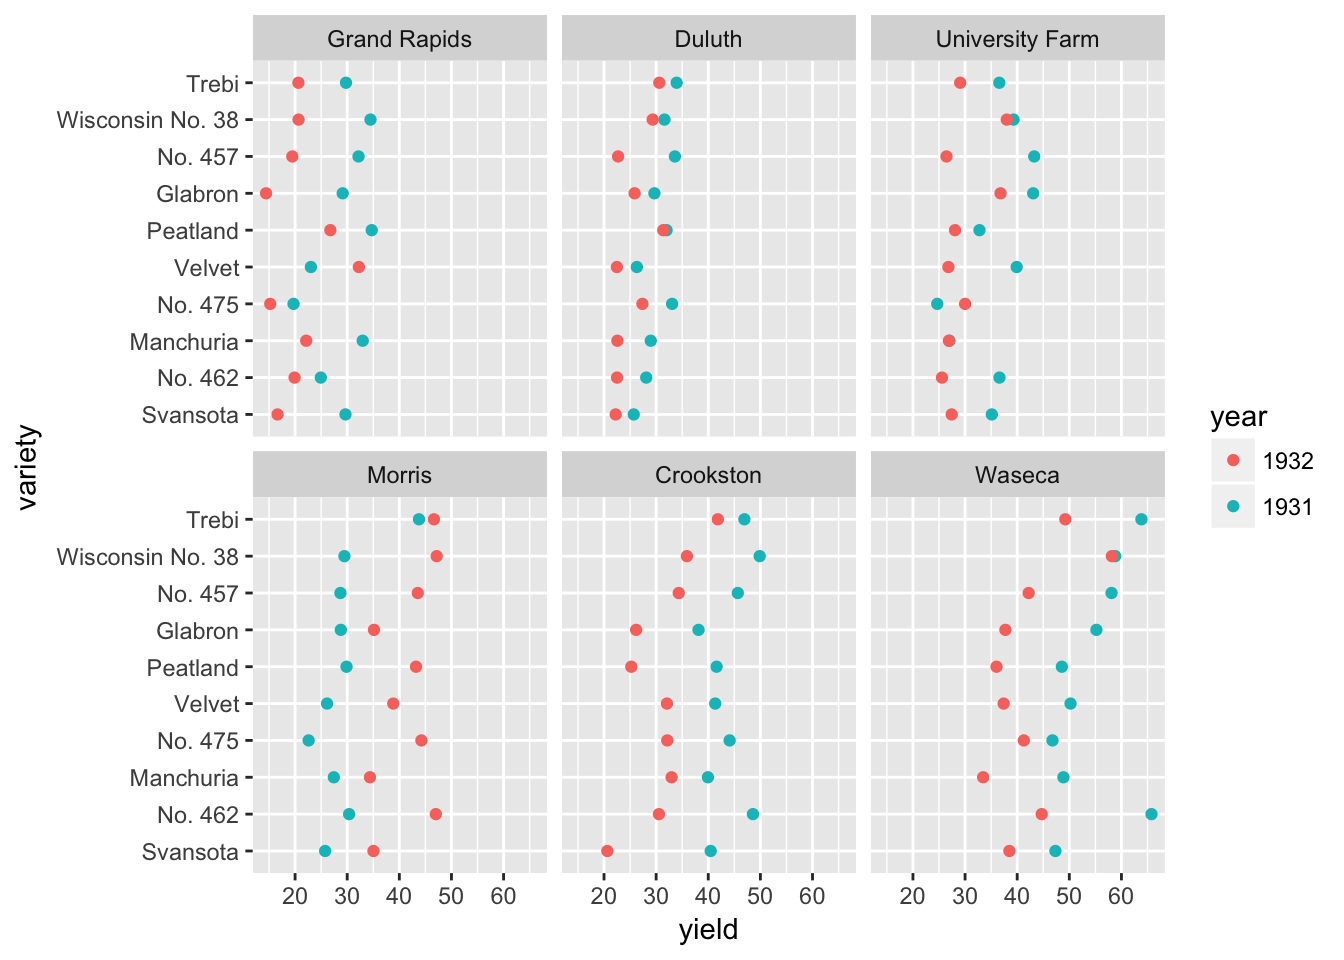 Grand Rapids
Duluth
University Farm
Trebi
Wisconsin No. 38
No. 457
Glabron
Peatland
Velvet
No. 475
Manchuria
No. 462
Svansota
variety
year
1932
1931
Morris
Crookston
Waseca
Trebi
Wisconsin No. 38
No. 457
Glabron
Peatland
Velvet
No. 475
Manchuria
No. 462
Svansota
20 30 40 50 60
20 30 40 50 60
20 30 40 50 60
yield